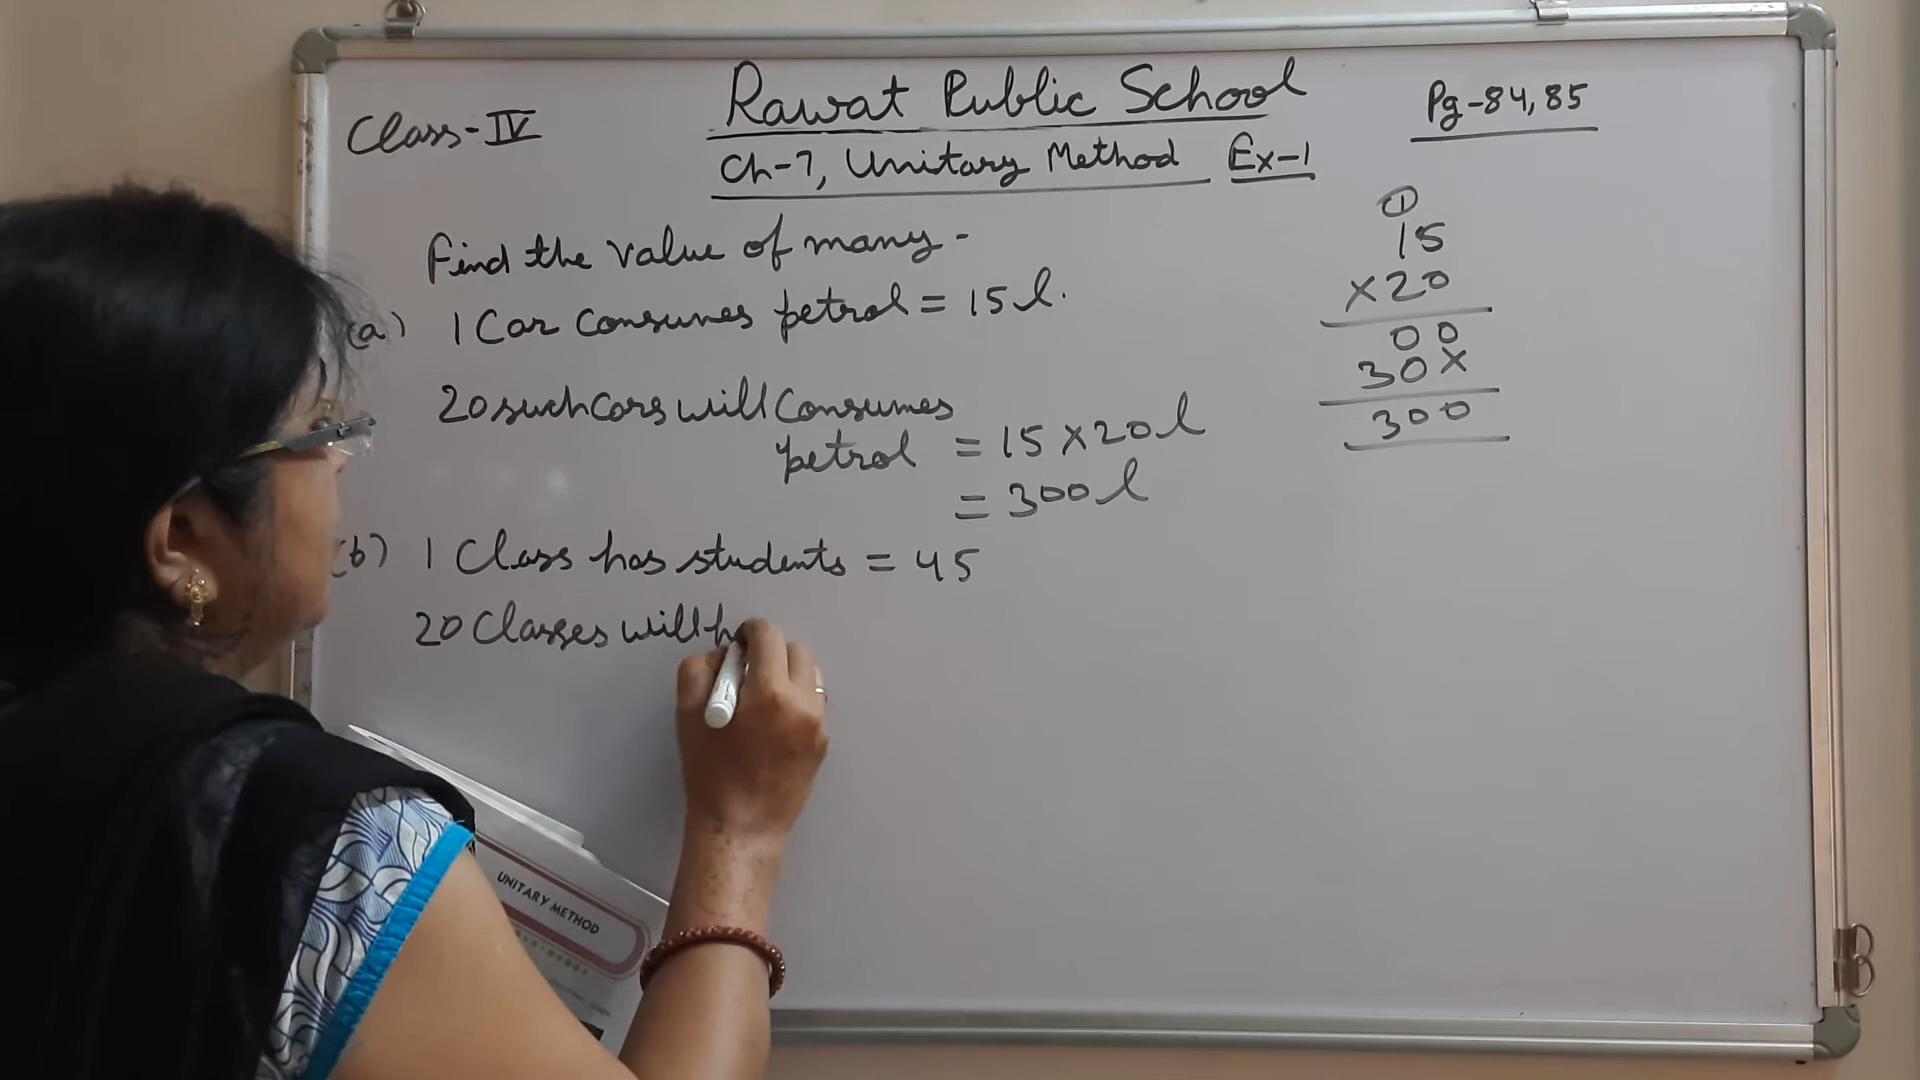 Class-IV
Rawat Public School
Pg-84,85
Ch-7, Unitary Method Ex-1
Find the value of many-
(a) 1 Car Consumes petrol = 15 l.
20 such cars will Consumes
petrol = 15 × 20 l
= 300 l
(b) 1 Class has students = 45
20 Classes will
1
15
×20
00
30×
300
UNITARY METHOD